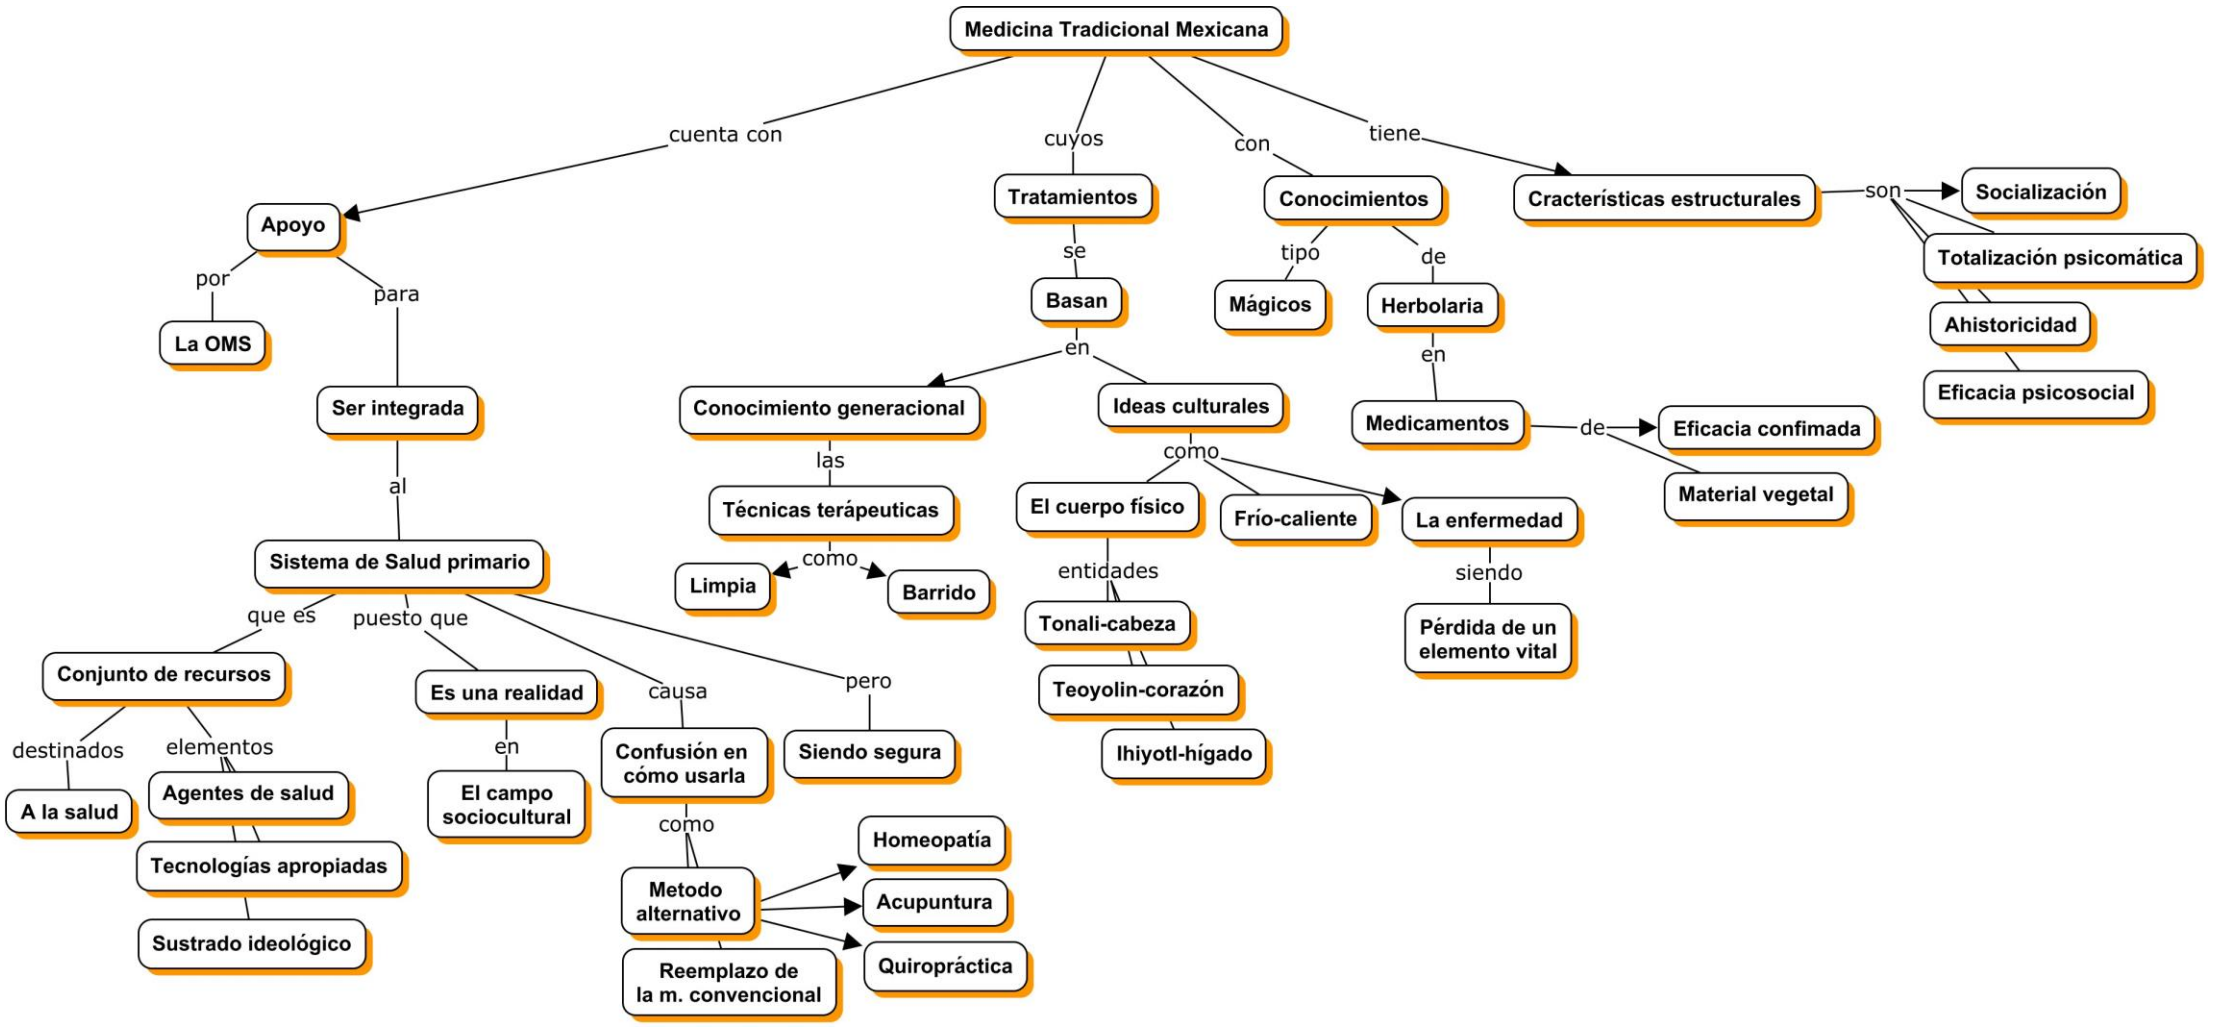 Medicina Tradicional Mexicana
cuenta con
cuyos
con
tiene
Apoyo
por
para
La OMS
Ser integrada
al
Sistema de Salud primario
que es
puesto que
causa
pero
Conjunto de recursos
destinados
elementos
A la salud
Agentes de salud
Tecnologías apropiadas
Sustrado ideológico
Es una realidad
en
El campo
sociocultural
Confusión en
cómo usarla
como
Metodo
alternativo
Homeopatía
Acupuntura
Quiropráctica
Reemplazo de
la m. convencional
Siendo segura
Tratamientos
se
Basan
en
Conocimiento generacional
las
Técnicas terápeuticas
como
Limpia
Barrido
Ideas culturales
como
El cuerpo físico
entidades
Tonali-cabeza
Teoyolin-corazón
Ihiyotl-hígado
Frío-caliente
La enfermedad
siendo
Pérdida de un
elemento vital
Conocimientos
tipo
de
Mágicos
Herbolaria
en
Medicamentos
de
Eficacia confimada
Material vegetal
Cracterísticas estructurales
son
Socialización
Totalización psicomática
Ahistoricidad
Eficacia psicosocial